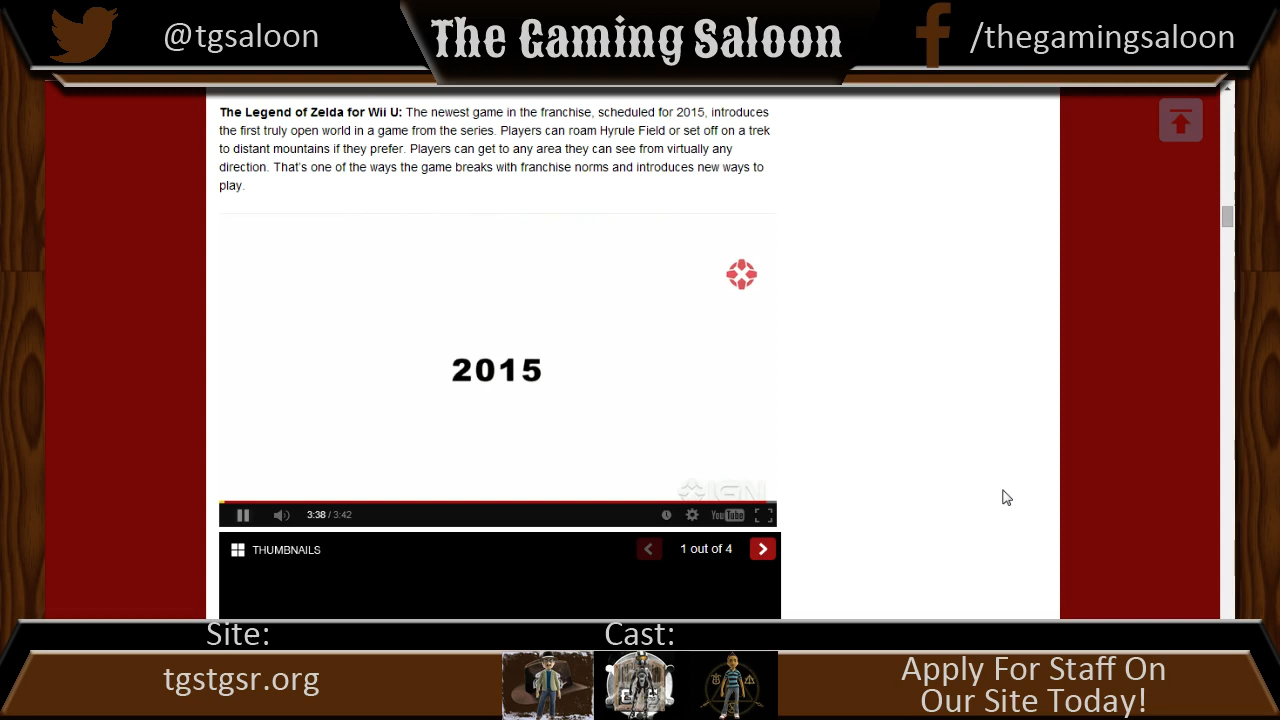 @tgsaloon
The Gaming Saloon
/thegamingsaloon
The Legend of Zelda for Wii U: The newest game in the franchise, scheduled for 2015, introduces
the first truly open world in a game from the series. Players can roam Hyrule Field or set off on a trek
to distant mountains if they prefer. Players can get to any area they can see from virtually any
direction. That's one of the ways the game breaks with franchise norms and introduces new ways to
play.
2015
IGN
3:38 / 3:42
YouTube
THUMBNAILS
1 out of 4
Site:
Cast:
tgstgsr.org
Apply For Staff On
Our Site Today!